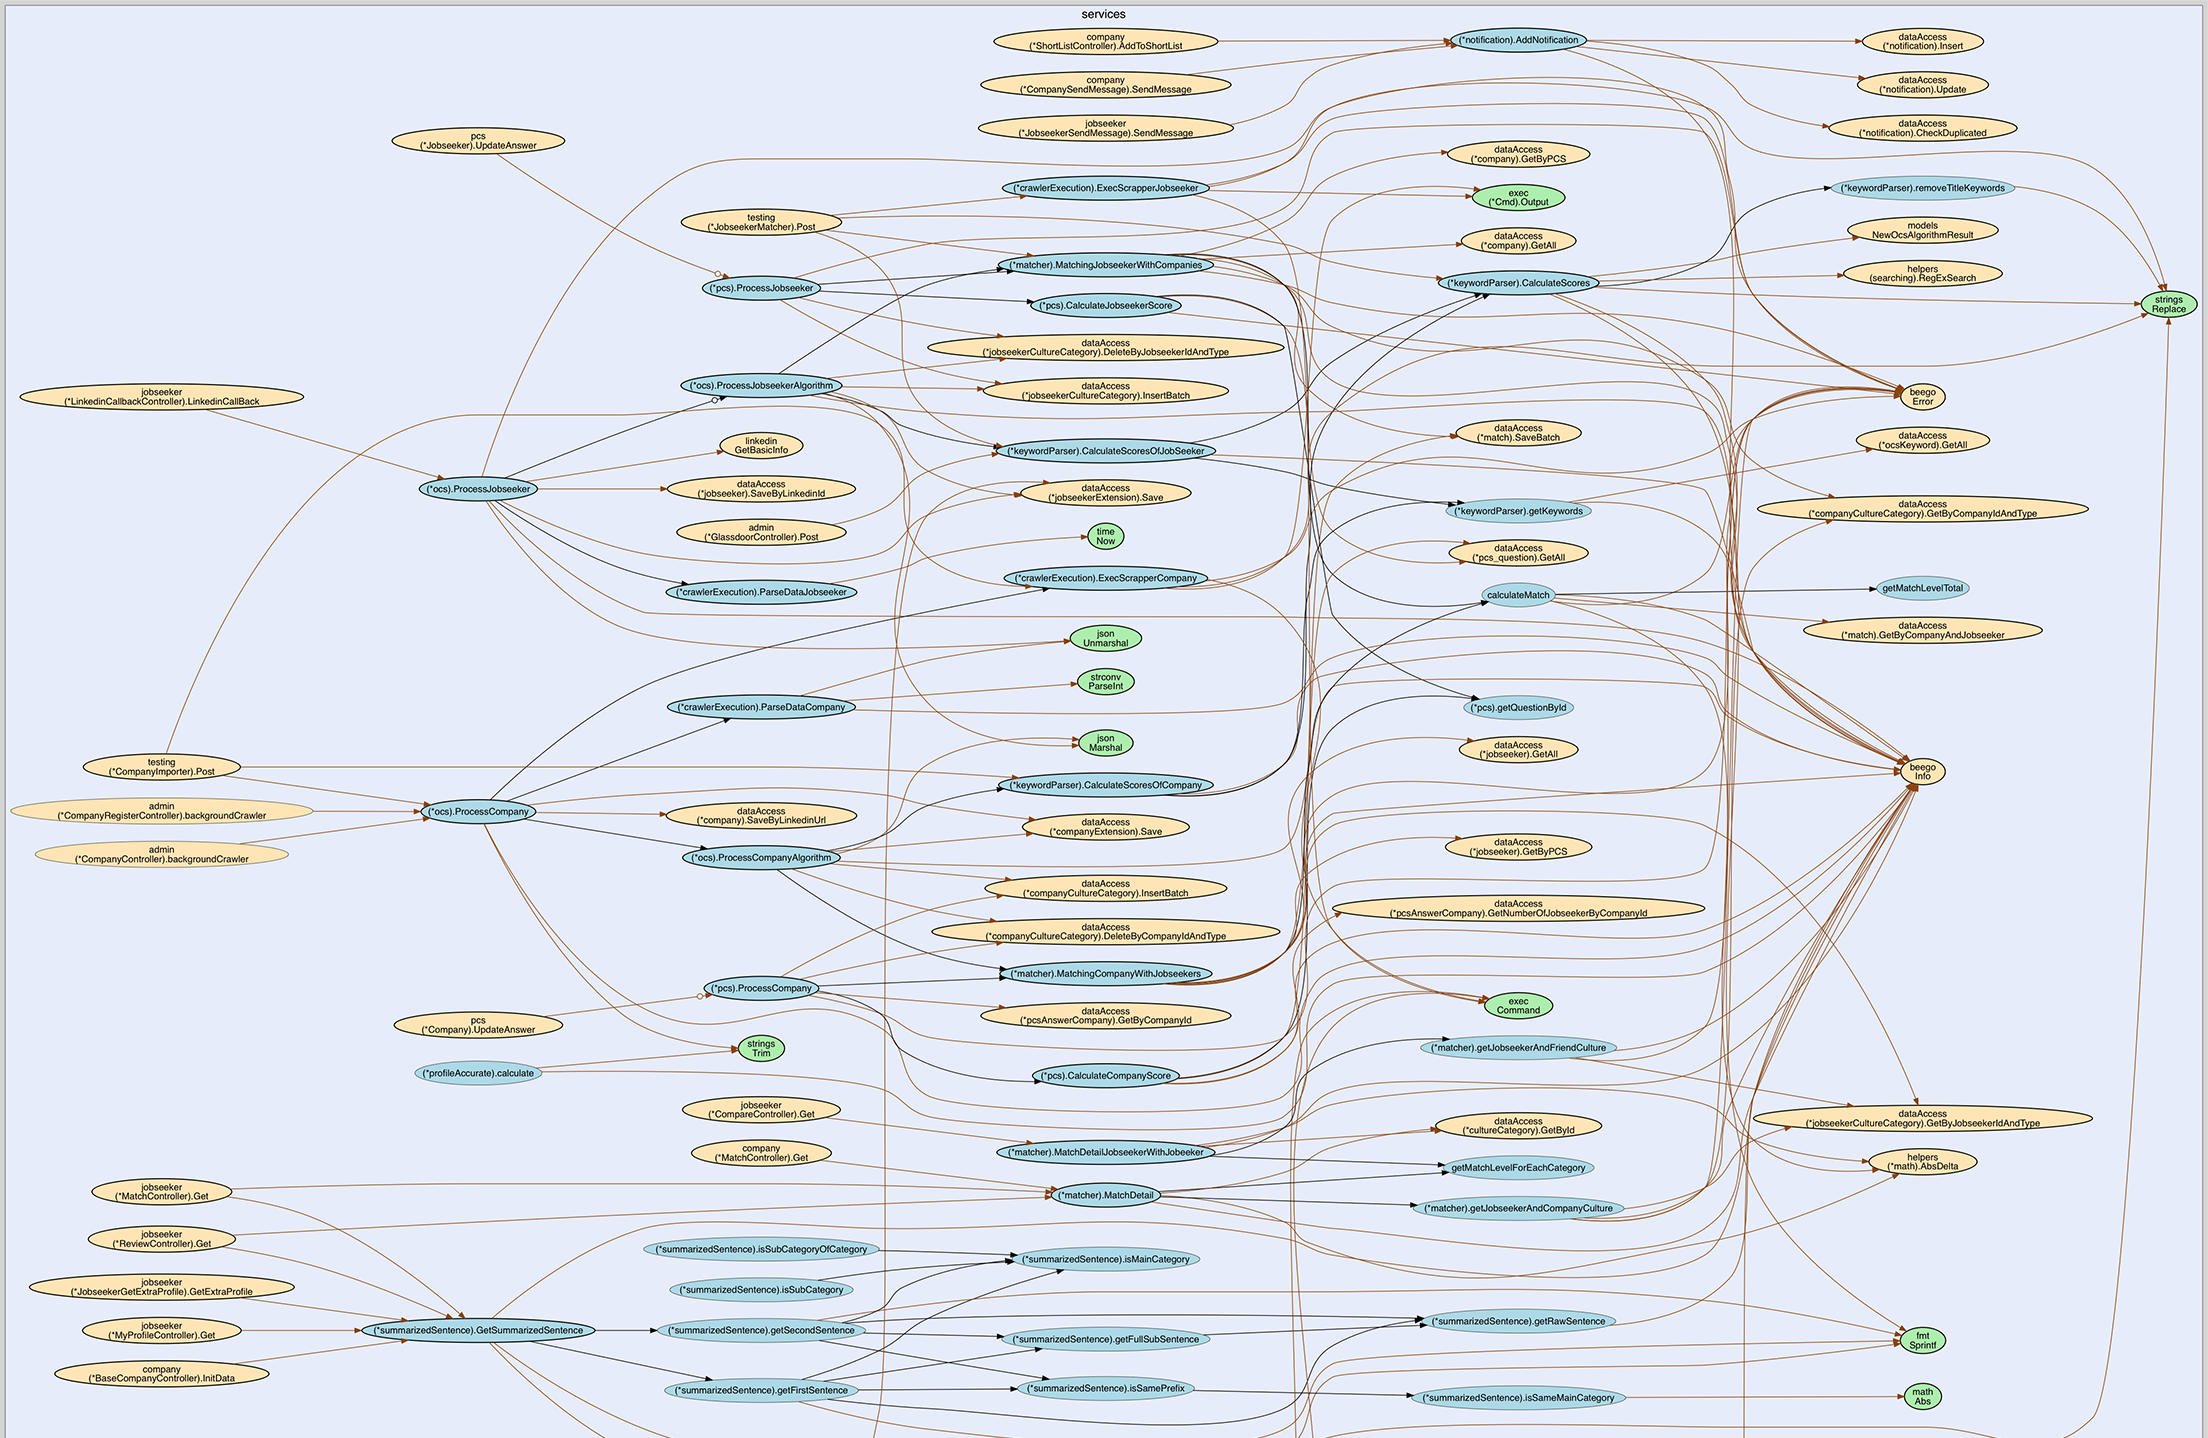 services
company
(*ShortListController).AddToShortList
company
(*CompanySendMessage).SendMessage
jobseeker
(*JobseekerSendMessage).SendMessage
(*notification).AddNotification
dataAccess
(*notification).Insert
dataAccess
(*notification).Update
dataAccess
(*notification).CheckDuplicated
pcs
(*Jobseeker).UpdateAnswer
(*crawlerExecution).ExecScrapperJobseeker
dataAccess
(*company).GetByPCS
exec
(*Cmd).Output
(*keywordParser).removeTitleKeywords
testing
(*JobseekerMatcher).Post
dataAccess
(*company).GetAll
models
NewOcsAlgorithmResult
(*matcher).MatchingJobseekerWithCompanies
(*keywordParser).CalculateScores
helpers
(searching).RegExSearch
(*pcs).ProcessJobseeker
(*pcs).CalculateJobseekerScore
strings
Replace
dataAccess
(*jobseekerCultureCategory).DeleteByJobseekerIdAndType
(*ocs).ProcessJobseekerAlgorithm
dataAccess
(*jobseekerCultureCategory).InsertBatch
jobseeker
(*LinkedinCallbackController).LinkedinCallBack
beego
Error
linkedin
GetBasicInfo
(*keywordParser).CalculateScoresOfJobSeeker
dataAccess
(*match).SaveBatch
dataAccess
(*ocsKeyword).GetAll
(*ocs).ProcessJobseeker
dataAccess
(*jobseeker).SaveByLinkedinId
dataAccess
(*jobseekerExtension).Save
(*keywordParser).getKeywords
dataAccess
(*companyCultureCategory).GetByCompanyIdAndType
admin
(*GlassdoorController).Post
time
Now
dataAccess
(*pcs_question).GetAll
(*crawlerExecution).ExecScrapperCompany
(*crawlerExecution).ParseDataJobseeker
calculateMatch
getMatchLevelTotal
json
Unmarshal
dataAccess
(*match).GetByCompanyAndJobseeker
strconv
ParseInt
(*crawlerExecution).ParseDataCompany
(*pcs).getQuestionById
json
Marshal
dataAccess
(*jobseeker).GetAll
testing
(*CompanyImporter).Post
beego
Info
(*keywordParser).CalculateScoresOfCompany
admin
(*CompanyRegisterController).backgroundCrawler
(*ocs).ProcessCompany
dataAccess
(*company).SaveByLinkedinUrl
dataAccess
(*companyExtension).Save
admin
(*CompanyController).backgroundCrawler
(*ocs).ProcessCompanyAlgorithm
dataAccess
(*jobseeker).GetByPCS
dataAccess
(*companyCultureCategory).InsertBatch
dataAccess
(*pcsAnswerCompany).GetNumberOfJobseekerByCompanyId
dataAccess
(*companyCultureCategory).DeleteByCompanyIdAndType
(*matcher).MatchingCompanyWithJobseekers
(*pcs).ProcessCompany
exec
Command
pcs
(*Company).UpdateAnswer
dataAccess
(*pcsAnswerCompany).GetByCompanyId
strings
Trim
(*matcher).getJobseekerAndFriendCulture
(*profileAccurate).calculate
(*pcs).CalculateCompanyScore
jobseeker
(*CompareController).Get
dataAccess
(*cultureCategory).GetById
dataAccess
(*jobseekerCultureCategory).GetByJobseekerIdAndType
company
(*MatchController).Get
(*matcher).MatchDetailJobseekerWithJobeeker
getMatchLevelForEachCategory
helpers
(*math).AbsDelta
jobseeker
(*MatchController).Get
(*matcher).MatchDetail
(*matcher).getJobseekerAndCompanyCulture
jobseeker
(*ReviewController).Get
(*summarizedSentence).isSubCategoryOfCategory
(*summarizedSentence).isMainCategory
jobseeker
(*JobseekerGetExtraProfile).GetExtraProfile
(*summarizedSentence).isSubCategory
jobseeker
(*MyProfileController).Get
(*summarizedSentence).GetSummarizedSentence
(*summarizedSentence).getSecondSentence
(*summarizedSentence).getFullSubSentence
(*summarizedSentence).getRawSentence
fmt
Sprintf
company
(*BaseCompanyController).InitData
(*summarizedSentence).getFirstSentence
(*summarizedSentence).isSamePrefix
(*summarizedSentence).isSameMainCategory
math
Abs